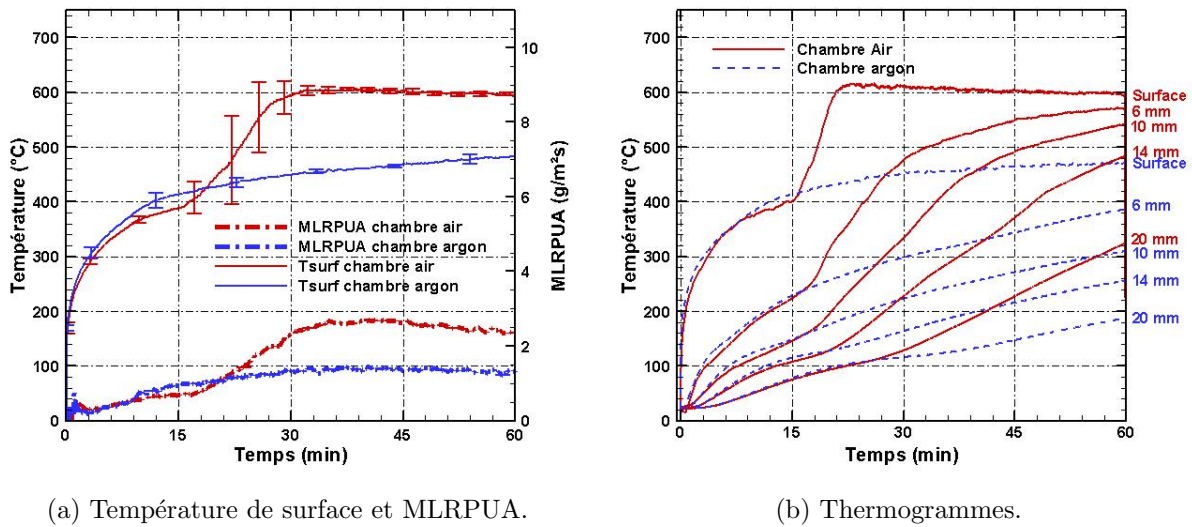 700
600
500
400
300
200
100
0
Température (°C)
0
15
30
45
60
Temps (min)
10
8
6
4
2
0
MLRPUA (g/m²s)
MLRPUA chambre air
MLRPUA chambre argon
Tsurf chambre air
Tsurf chambre argon
(a) Température de surface et MLRPUA.
700
600
500
400
300
200
100
0
Température (°C)
0
15
30
45
60
Temps (min)
Chambre Air
Chambre argon
Surface
6 mm
10 mm
14 mm
Surface
6 mm
20 mm
10 mm
14 mm
20 mm
(b) Thermogrammes.